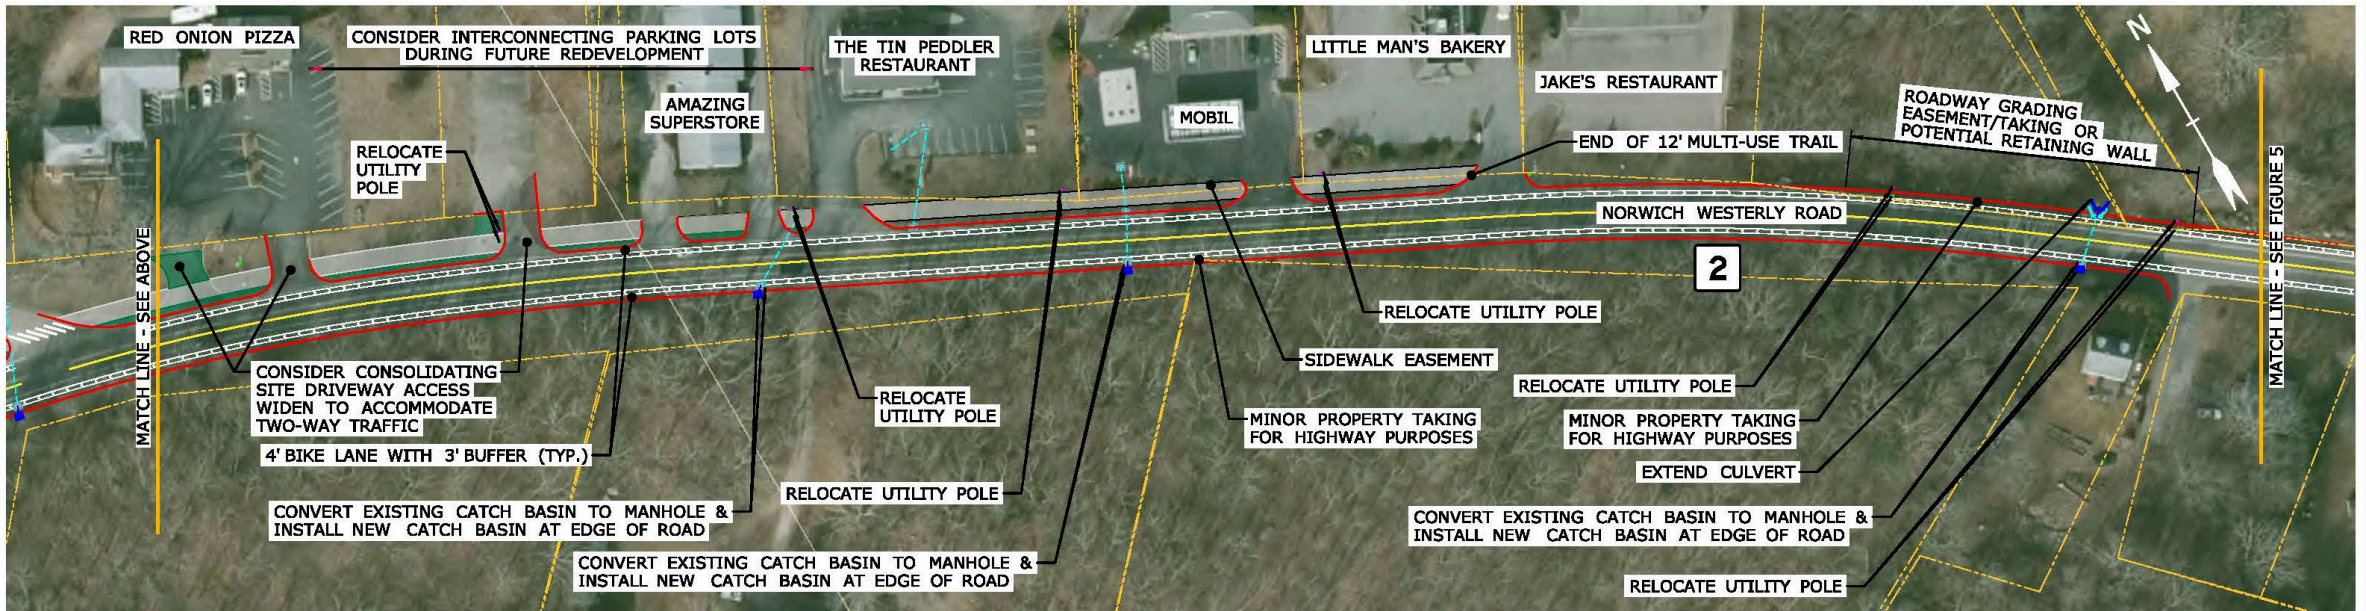 RED ONION PIZZA
CONSIDER INTERCONNECTING PARKING LOTS
DURING FUTURE REDEVELOPMENT
THE TIN PEDDLER
RESTAURANT
LITTLE MAN'S BAKERY
JAKE'S RESTAURANT
AMAZING
SUPERSTORE
MOBIL
N
ROADWAY GRADING
EASEMENT/TAKING OR
POTENTIAL RETAINING WALL
RELOCATE
UTILITY
POLE
END OF 12' MULTI-USE TRAIL
NORWICH WESTERLY ROAD
2
MATCH LINE - SEE ABOVE
MATCH LINE - SEE FIGURE 5
RELOCATE UTILITY POLE
SIDEWALK EASEMENT
CONSIDER CONSOLIDATING
SITE DRIVEWAY ACCESS
WIDEN TO ACCOMMODATE
TWO-WAY TRAFFIC
RELOCATE
UTILITY POLE
RELOCATE UTILITY POLE
MINOR PROPERTY TAKING
FOR HIGHWAY PURPOSES
MINOR PROPERTY TAKING
FOR HIGHWAY PURPOSES
4' BIKE LANE WITH 3' BUFFER (TYP.)
EXTEND CULVERT
RELOCATE UTILITY POLE
CONVERT EXISTING CATCH BASIN TO MANHOLE &
INSTALL NEW CATCH BASIN AT EDGE OF ROAD
CONVERT EXISTING CATCH BASIN TO MANHOLE &
INSTALL NEW CATCH BASIN AT EDGE OF ROAD
CONVERT EXISTING CATCH BASIN TO MANHOLE &
INSTALL NEW CATCH BASIN AT EDGE OF ROAD
RELOCATE UTILITY POLE